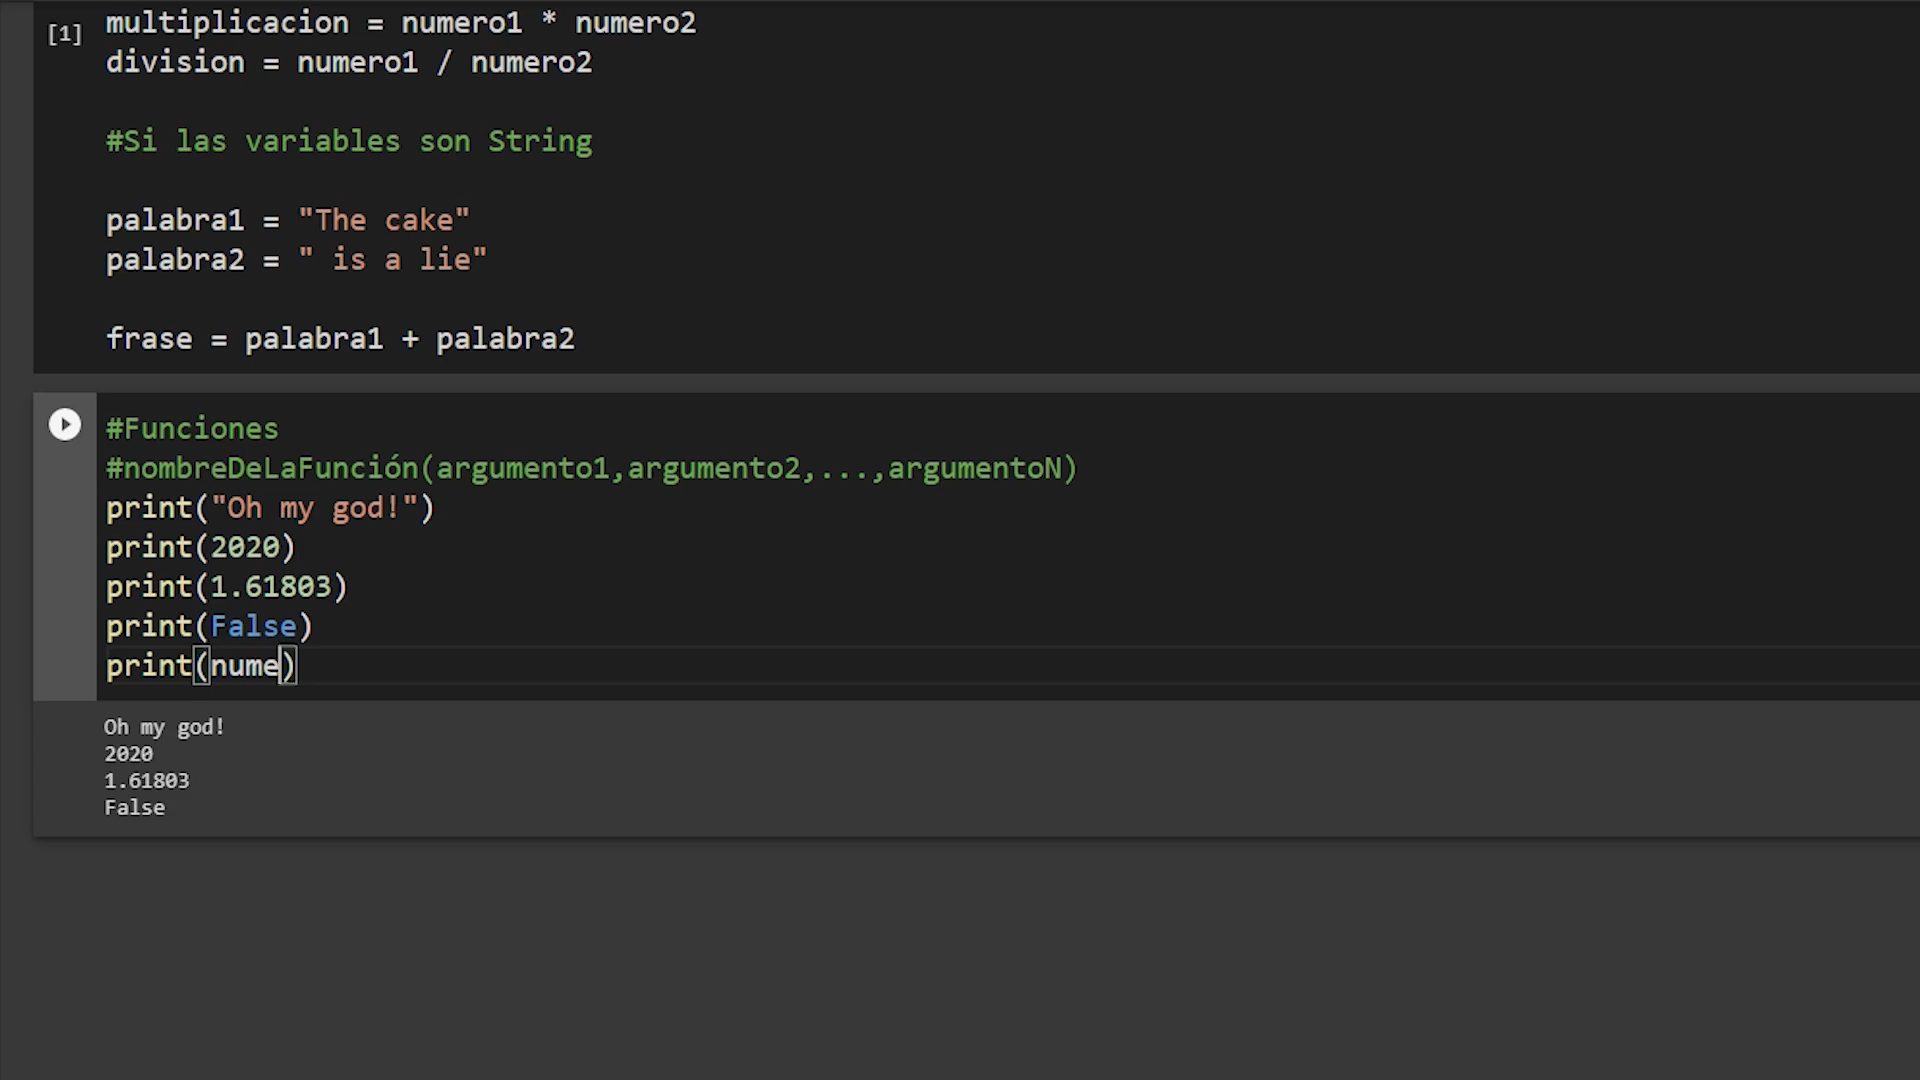 [1]
multiplicacion = numero1 * numero2
division = numero1 / numero2
#Si las variables son String
palabra1 = "The cake"
palabra2 = " is a lie"
frase = palabra1 + palabra2
#Funciones
#nombreDeLaFunción(argumento1,argumento2,...,argumentoN)
print("Oh my god!")
print(2020)
print(1.61803)
print(False)
print(nume)
Oh my god!
2020
1.61803
False